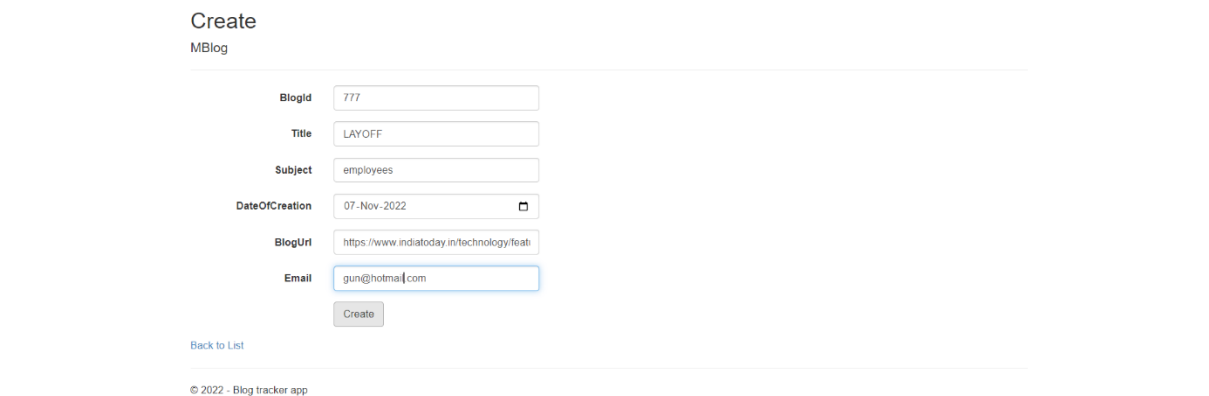 Create
MBlog
BlogId 777
Title LAYOFF
Subject employees
DateOfCreation 07-Nov-2022
BlogUrl https://www.indiatoday.in/technology/featu
Email gun@hotmail.com
Create
Back to List
© 2022 - Blog tracker app